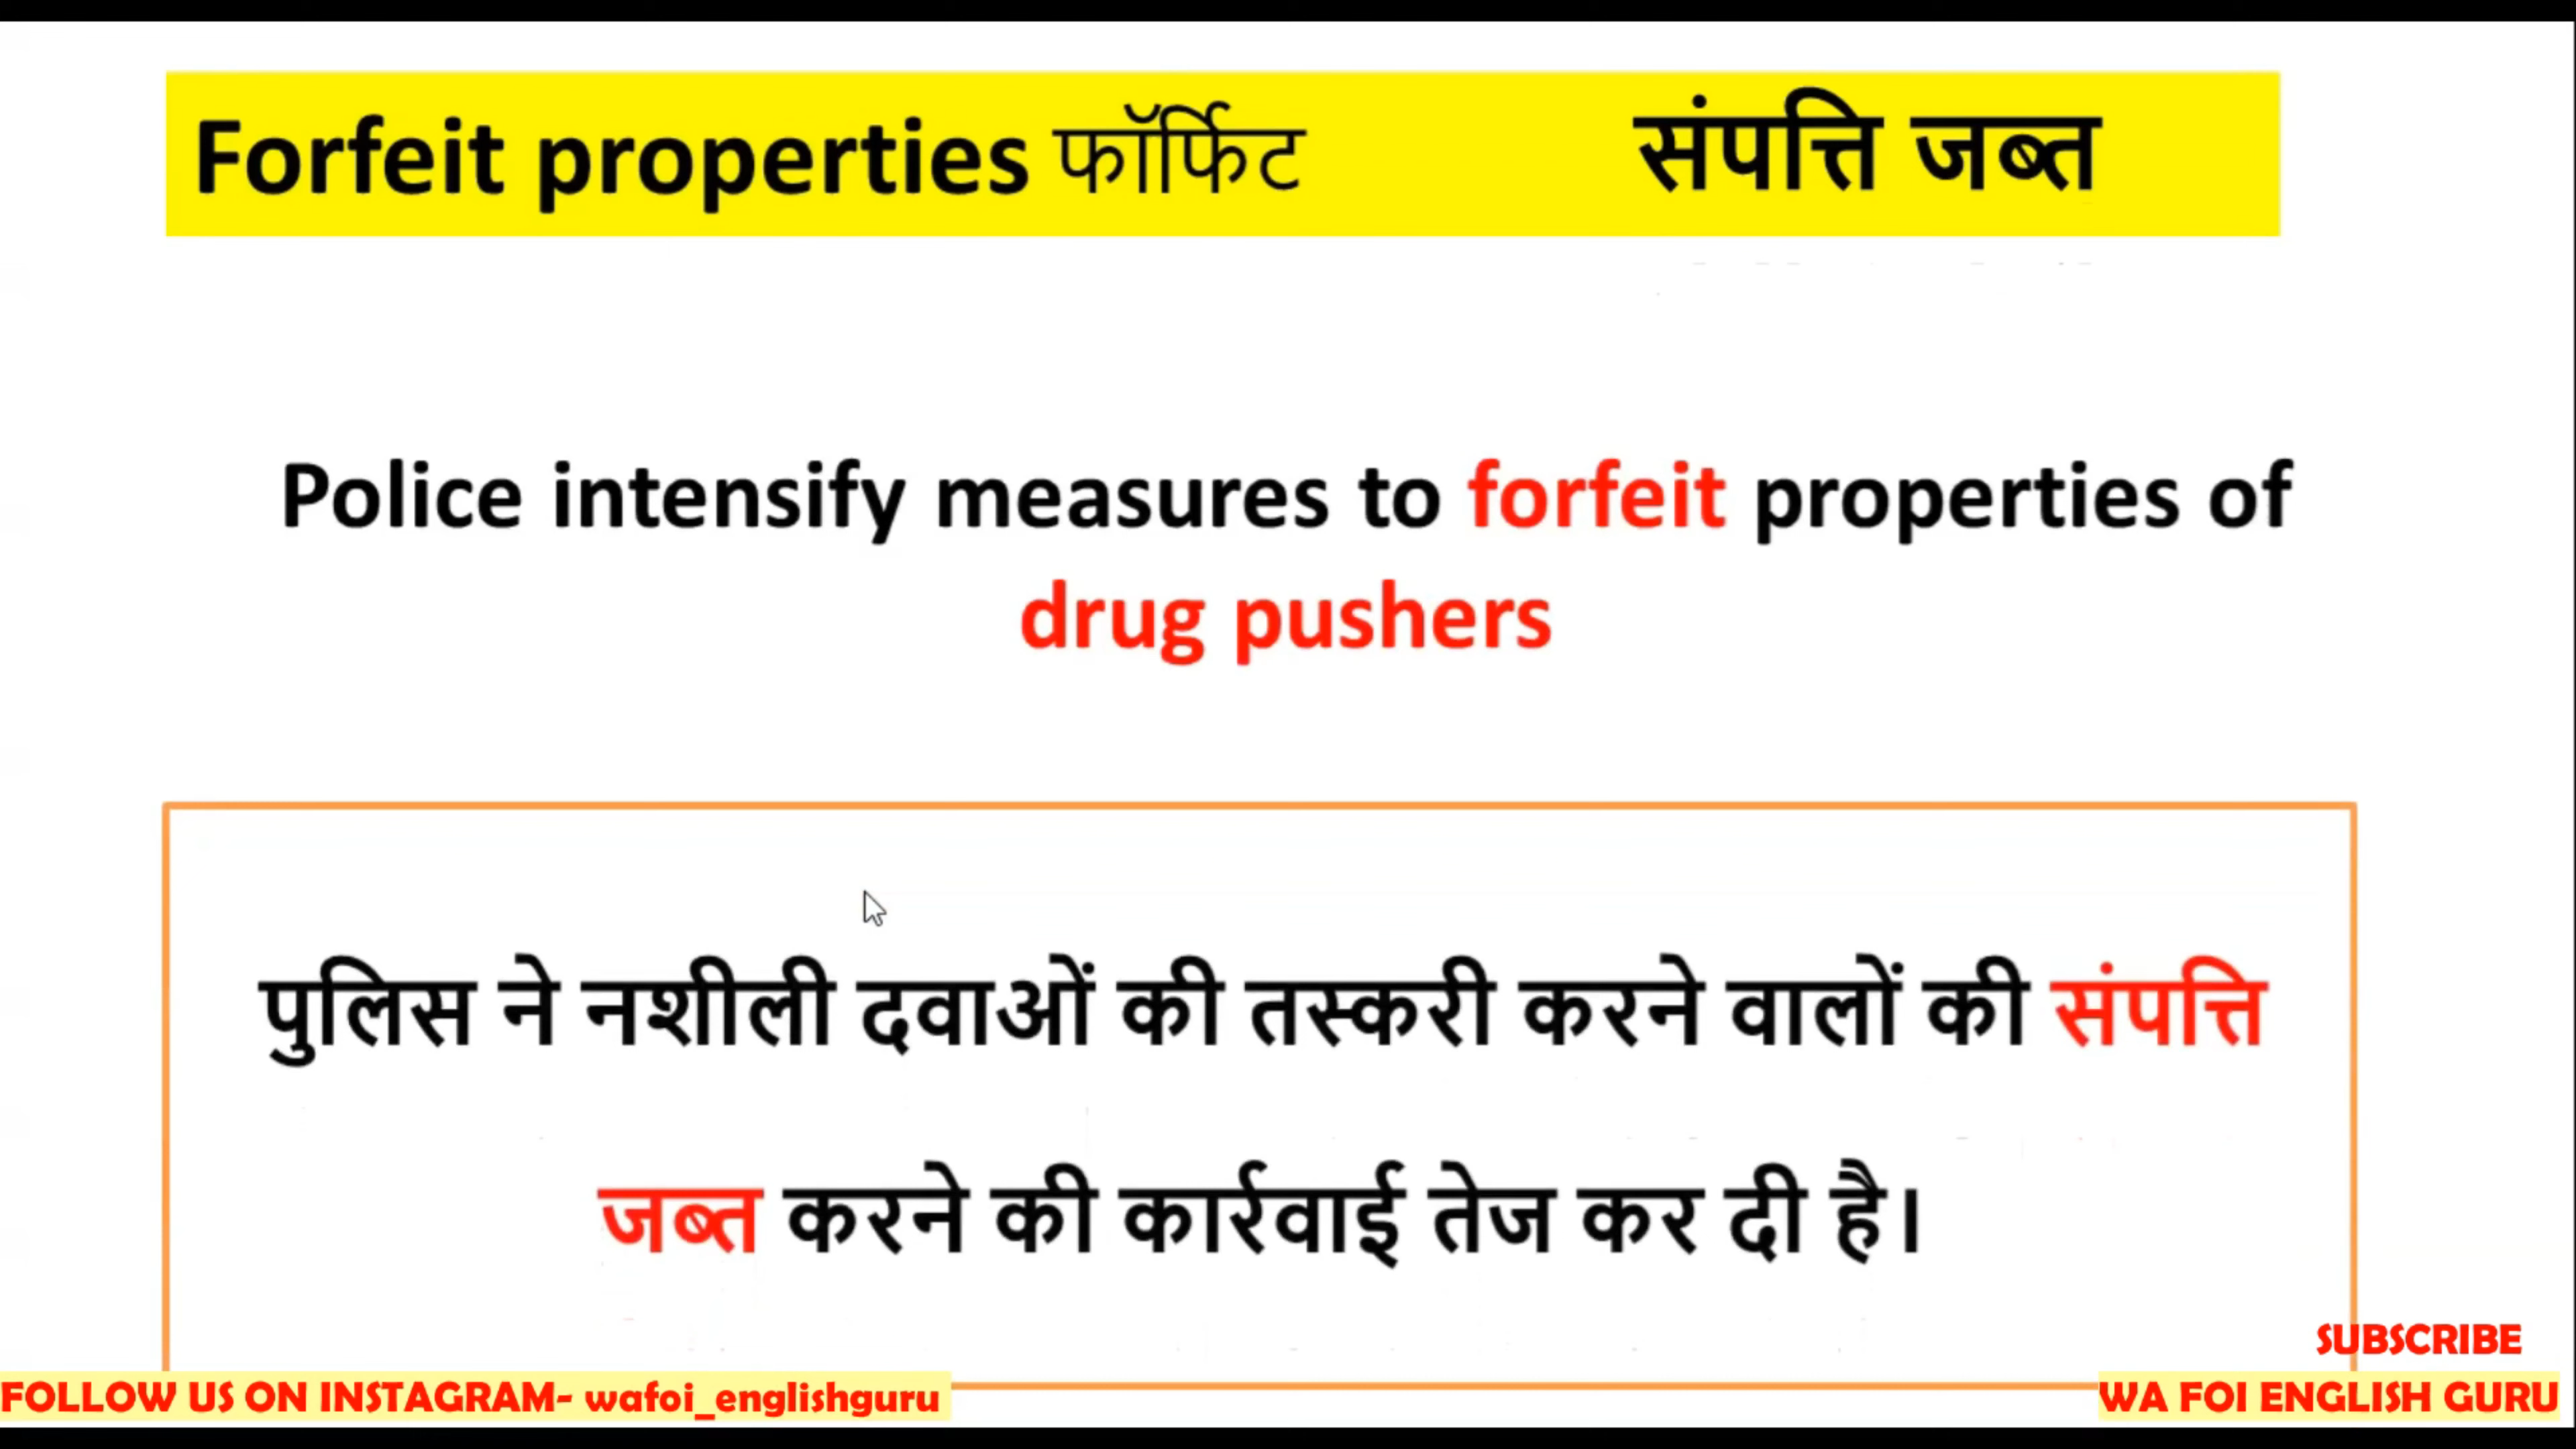 Forfeit properties फॉर्फिट संपत्ति जब्त
Police intensify measures to forfeit properties of
drug pushers
पुलिस ने नशीली दवाओं की तस्करी करने वालों की संपत्ति
जब्त करने की कार्रवाई तेज कर दी है।
SUBSCRIBE
FOLLOW US ON INSTAGRAM- wafoi_englishguru
WA FOI ENGLISH GURU